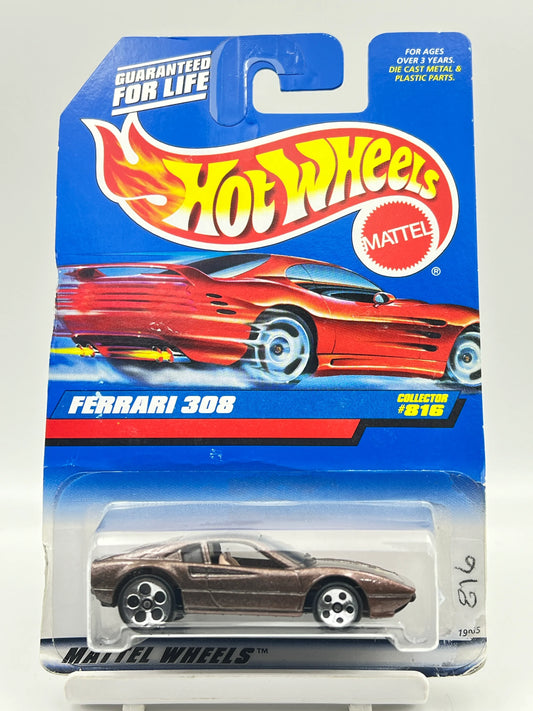 GUARANTEED
FOR LIFE
FOR AGES
OVER 3 YEARS.
DIE CAST METAL &
PLASTIC PARTS.
HOT WHEELS
MATTEL
®
FERRARI 308
COLLECTOR
#816
816
MATTEL WHEELS™